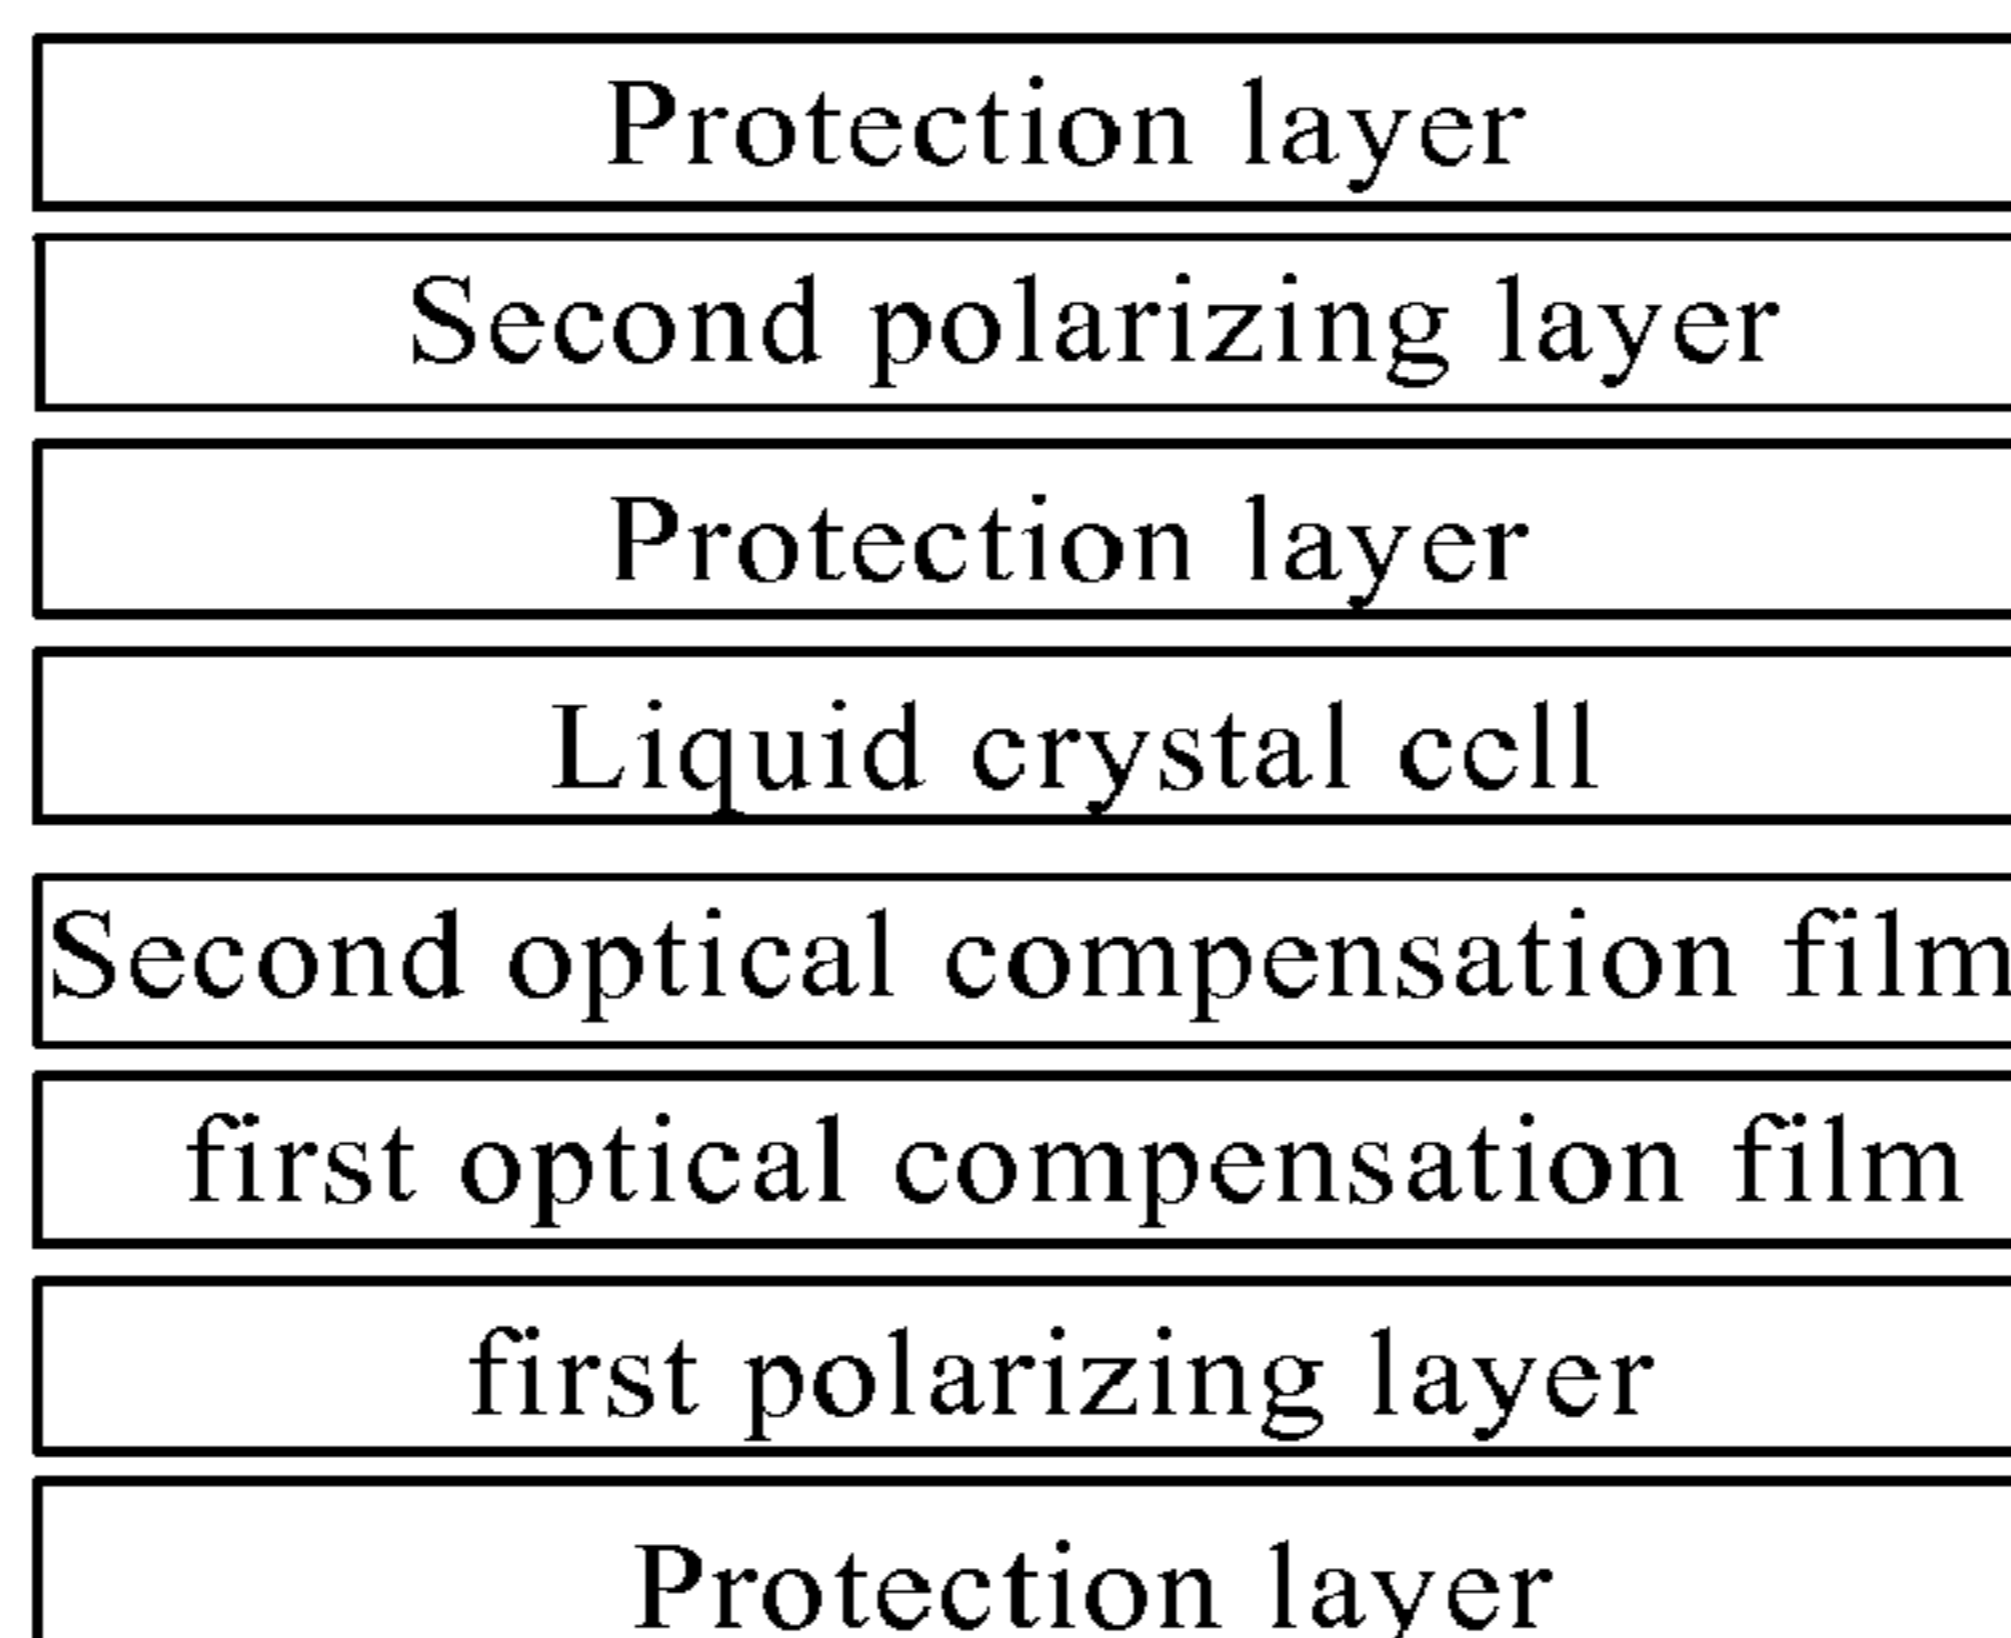 Protection layer
Second polarizing layer
Protection layer
Liquid crystal cell
Second optical compensation film
first optical compensation film
first polarizing layer
Protection layer